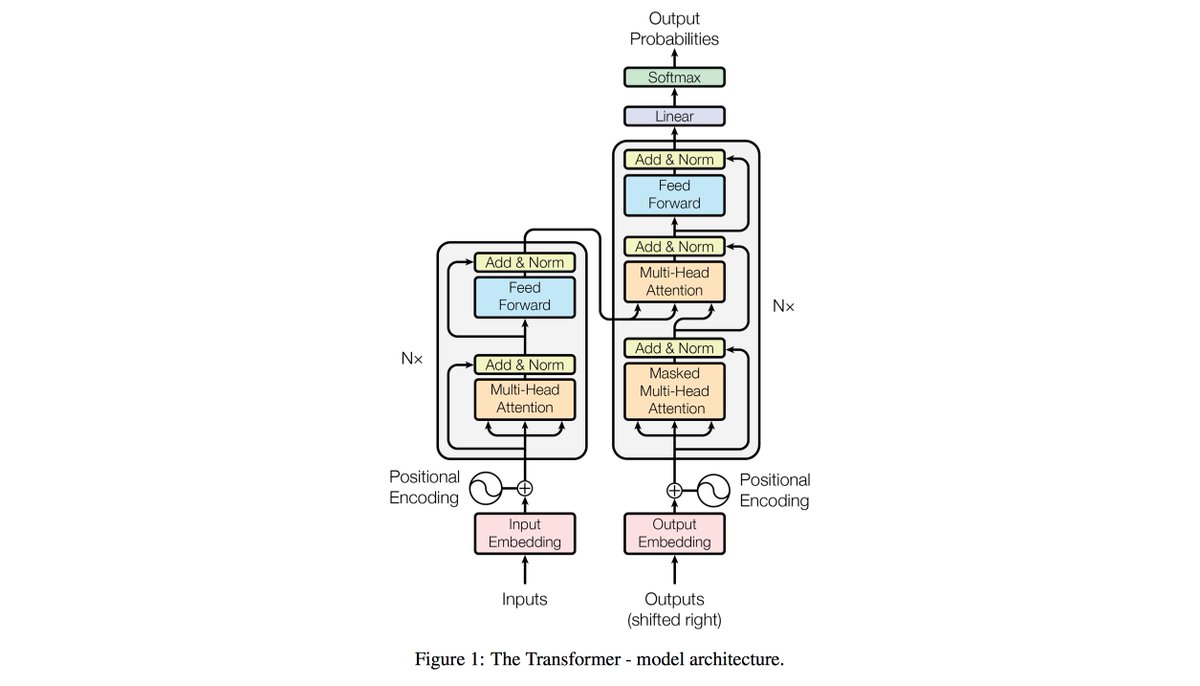 Output
Probabilities
Softmax
Linear
Add & Norm
Feed
Forward
Add & Norm
Multi-Head
Attention
Add & Norm
Masked
Multi-Head
Attention
N×
Add & Norm
Feed
Forward
Add & Norm
Multi-Head
Attention
N×
Positional
Encoding
Positional
Encoding
Input
Embedding
Output
Embedding
Inputs
Outputs
(shifted right)
Figure 1: The Transformer - model architecture.